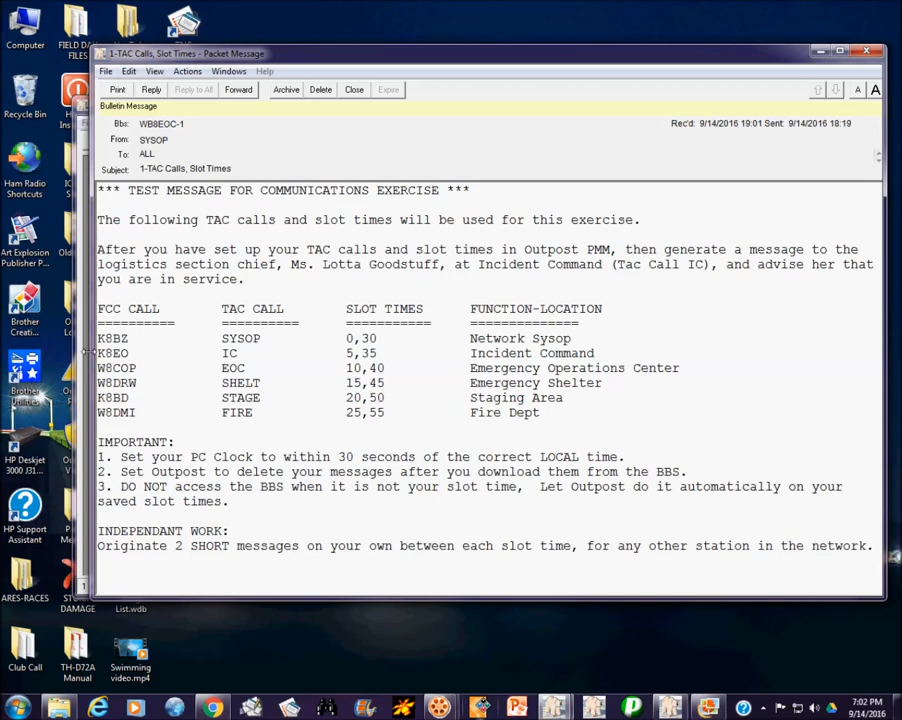 Computer
FIELD DA FILES
Recycle Bin
Ham Radio Shortcuts
Art Explosion Publisher P...
Brother Creati...
Brother Utilities
HP Deskjet 3000 J31...
HP Support Assistant
ARES-RACES
DAMAGE
List.wdb
Club Call
TH-D72A Manual
Swimming video.mp4
1-TAC Calls, Slot Times - Packet Message
File Edit View Actions Windows Help
Print Reply Reply to All Forward Archive Delete Close Expire A A
Bulletin Message
Bbs: WB8EOC-1 Rec'd: 9/14/2016 19:01 Sent: 9/14/2016 18:19
From: SYSOP
To: ALL
Subject: 1-TAC Calls, Slot Times
*** TEST MESSAGE FOR COMMUNICATIONS EXERCISE ***
The following TAC calls and slot times will be used for this exercise.
After you have set up your TAC calls and slot times in Outpost PMM, then generate a message to the
logistics section chief, Ms. Lotta Goodstuff, at Incident Command (Tac Call IC), and advise her that
you are in service.
FCC CALL TAC CALL SLOT TIMES FUNCTION-LOCATION
========== ========== =========== ==============
K8BZ SYSOP 0,30 Network Sysop
K8EO IC 5,35 Incident Command
W8COP EOC 10,40 Emergency Operations Center
W8DRW SHELT 15,45 Emergency Shelter
K8BD STAGE 20,50 Staging Area
W8DMI FIRE 25,55 Fire Dept
IMPORTANT:
1. Set your PC Clock to within 30 seconds of the correct LOCAL time.
2. Set Outpost to delete your messages after you download them from the BBS.
3. DO NOT access the BBS when it is not your slot time, Let Outpost do it automatically on your
saved slot times.
INDEPENDANT WORK:
Originate 2 SHORT messages on your own between each slot time, for any other station in the network.
7:02 PM
9/14/2016